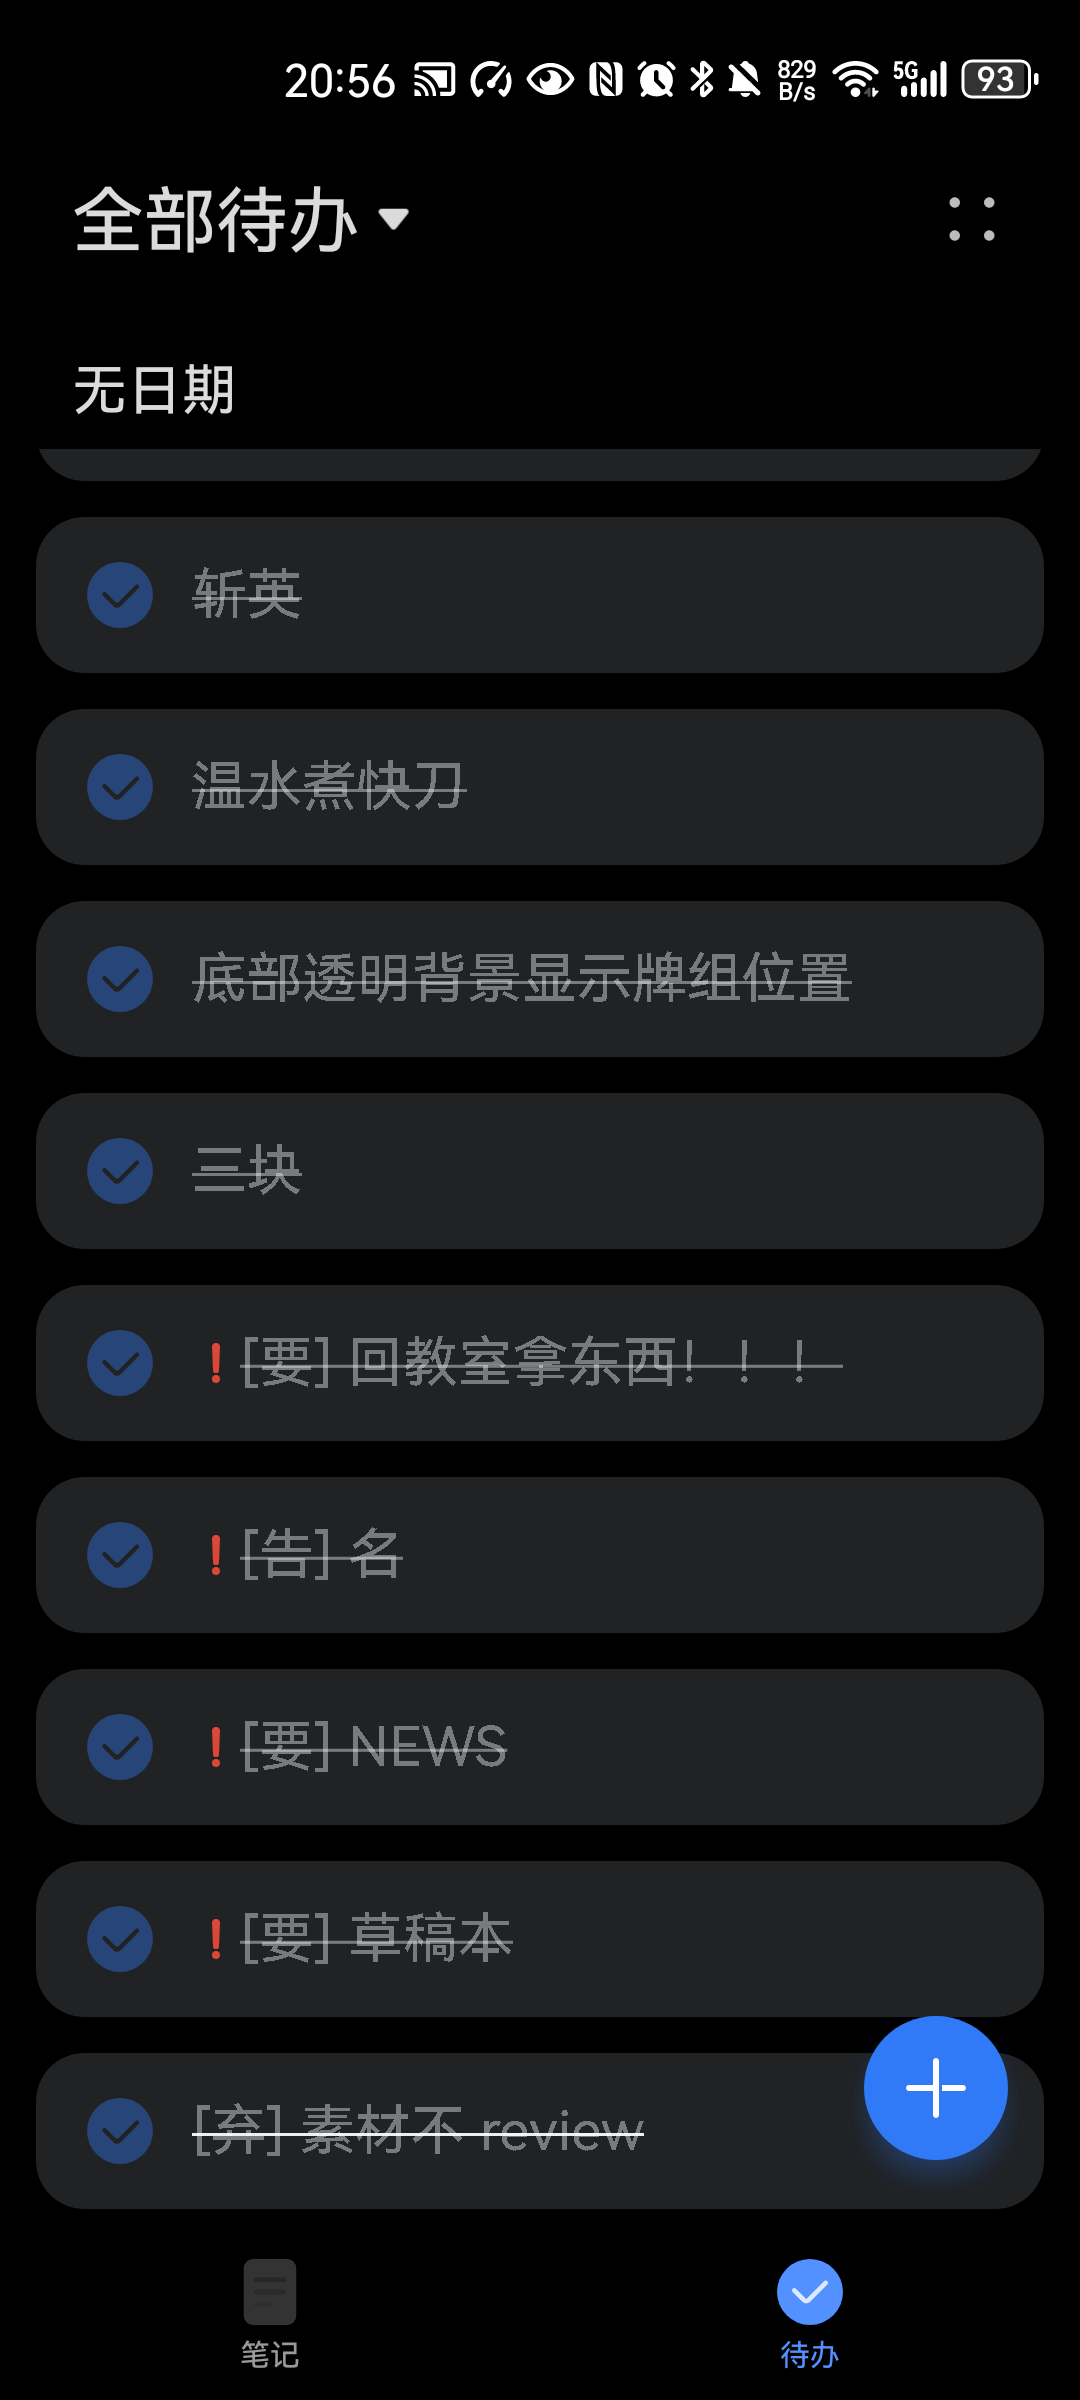 20:56
829 B/s
5G
93
全部待办
无日期
斩英
温水煮快刀
底部透明背景显示牌组位置
三块
[要] 回教室拿东西！！！
[告] 名
[要] NEWS
[要] 草稿本
[弃] 素材不 review
笔记
待办